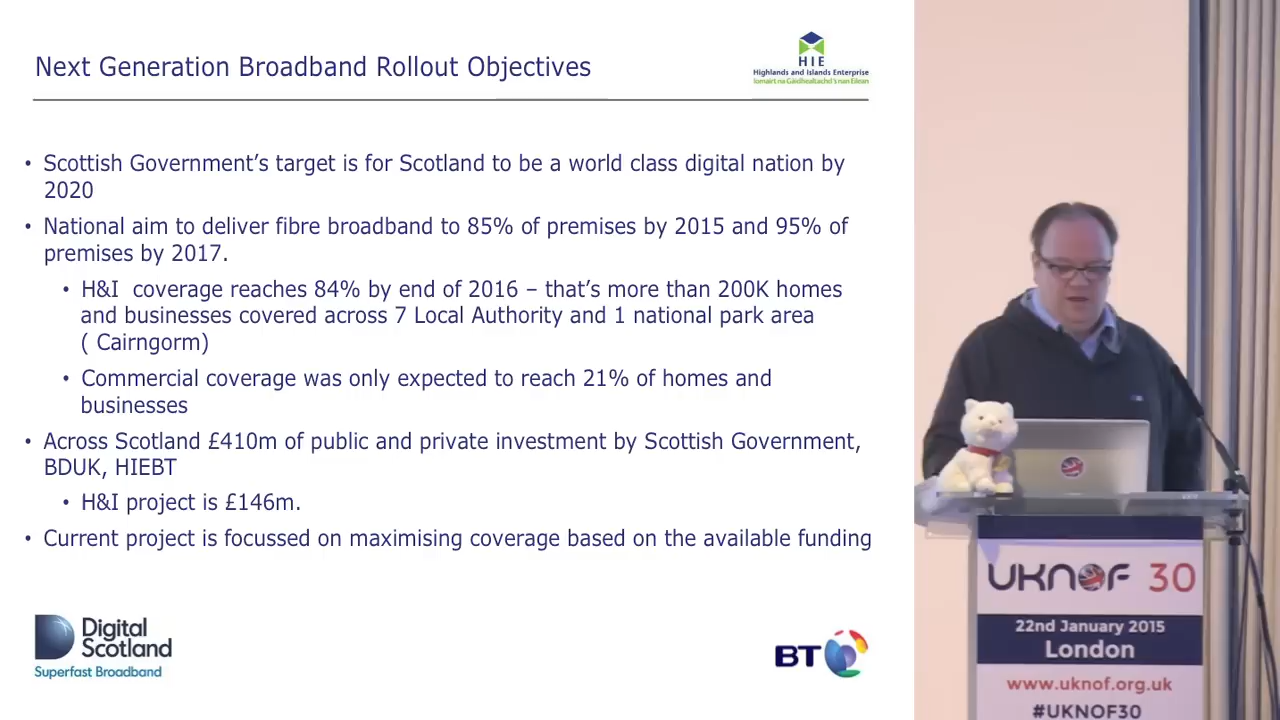 Next Generation Broadband Rollout Objectives
HIE
Highlands and Islands Enterprise
Iomairt na Gàidhealtachd 's nan Eilean
• Scottish Government's target is for Scotland to be a world class digital nation by
2020
• National aim to deliver fibre broadband to 85% of premises by 2015 and 95% of
premises by 2017.
• H&I coverage reaches 84% by end of 2016 – that's more than 200K homes
and businesses covered across 7 Local Authority and 1 national park area
( Cairngorm)
• Commercial coverage was only expected to reach 21% of homes and
businesses
• Across Scotland £410m of public and private investment by Scottish Government,
BDUK, HIEBT
• H&I project is £146m.
• Current project is focussed on maximising coverage based on the available funding
Digital
Scotland
Superfast Broadband
BT
UKNOF 30
22nd January 2015
London
www.uknof.org.uk
#UKNOF30